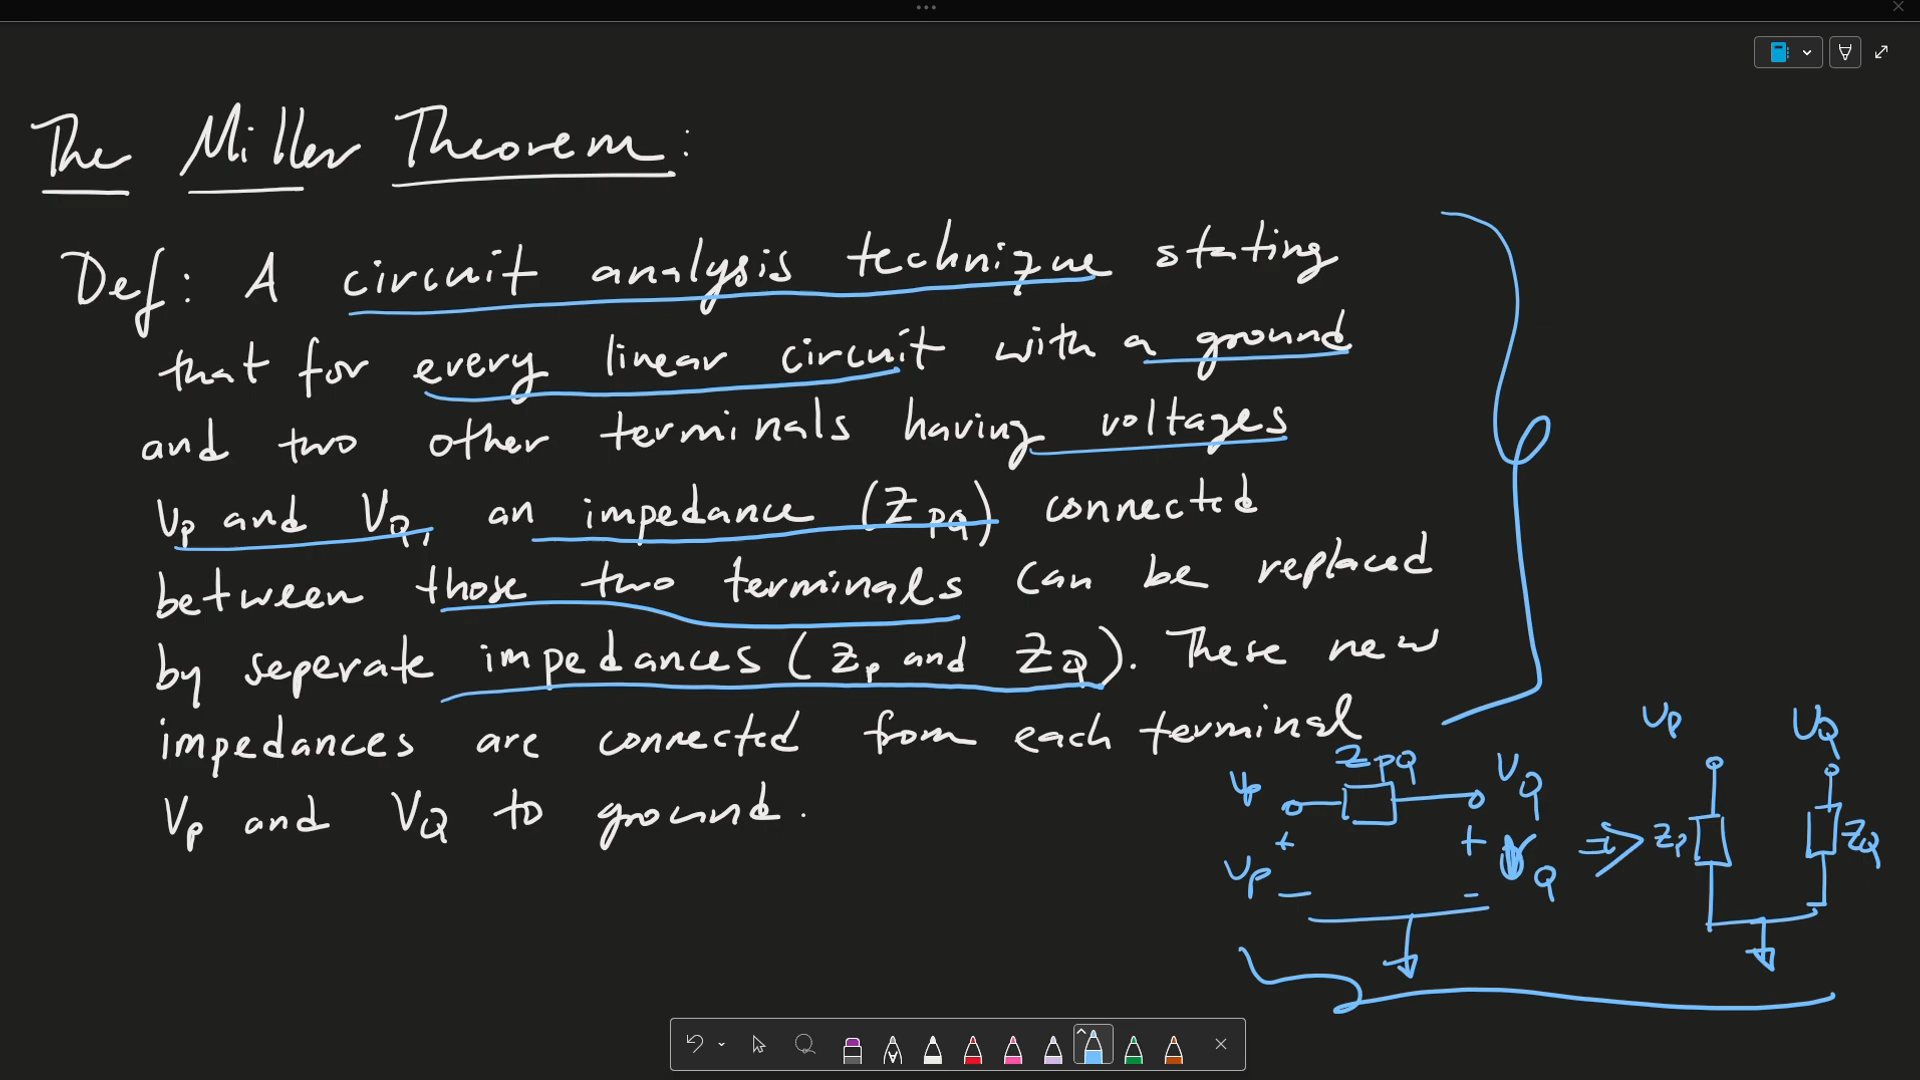 The Miller Theorem:
Def: A circuit analysis technique stating
that for every linear circuit with a ground
and two other terminals having voltages
Vp and VQ, an impedance (ZPQ) connected
between those two terminals can be replaced
by seperate impedances (Zp and ZQ). These new
impedances are connected from each terminal
Vp and VQ to ground.
Vp ZPQ VQ
+ +
Vp VQ
- -
⇒
Vp VQ
Zp ZQ